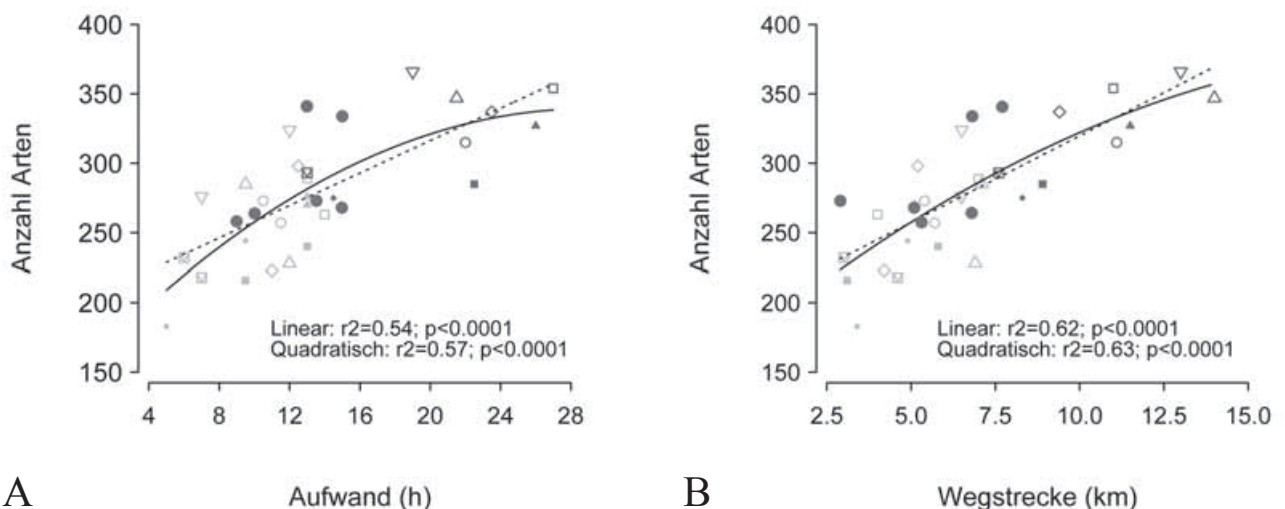 400
350
300
250
200
150
Anzahl Arten
Linear: r2=0.54; p<0.0001
Quadratisch: r2=0.57; p<0.0001
4 8 12 16 20 24 28
A Aufwand (h)
400
350
300
250
200
150
Anzahl Arten
Linear: r2=0.62; p<0.0001
Quadratisch: r2=0.63; p<0.0001
2.5 5.0 7.5 10.0 12.5 15.0
B Wegstrecke (km)